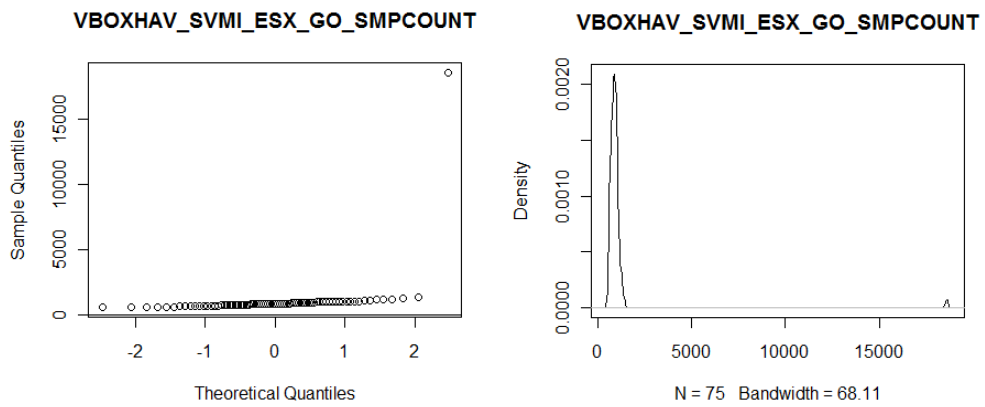 VBOXHAV_SVMI_ESX_GO_SMPCOUNT
Sample Quantiles
15000
10000
5000
0
-2 -1 0 1 2
Theoretical Quantiles
VBOXHAV_SVMI_ESX_GO_SMPCOUNT
Density
0.0020
0.0010
0.0000
0 5000 10000 15000
N = 75 Bandwidth = 68.11